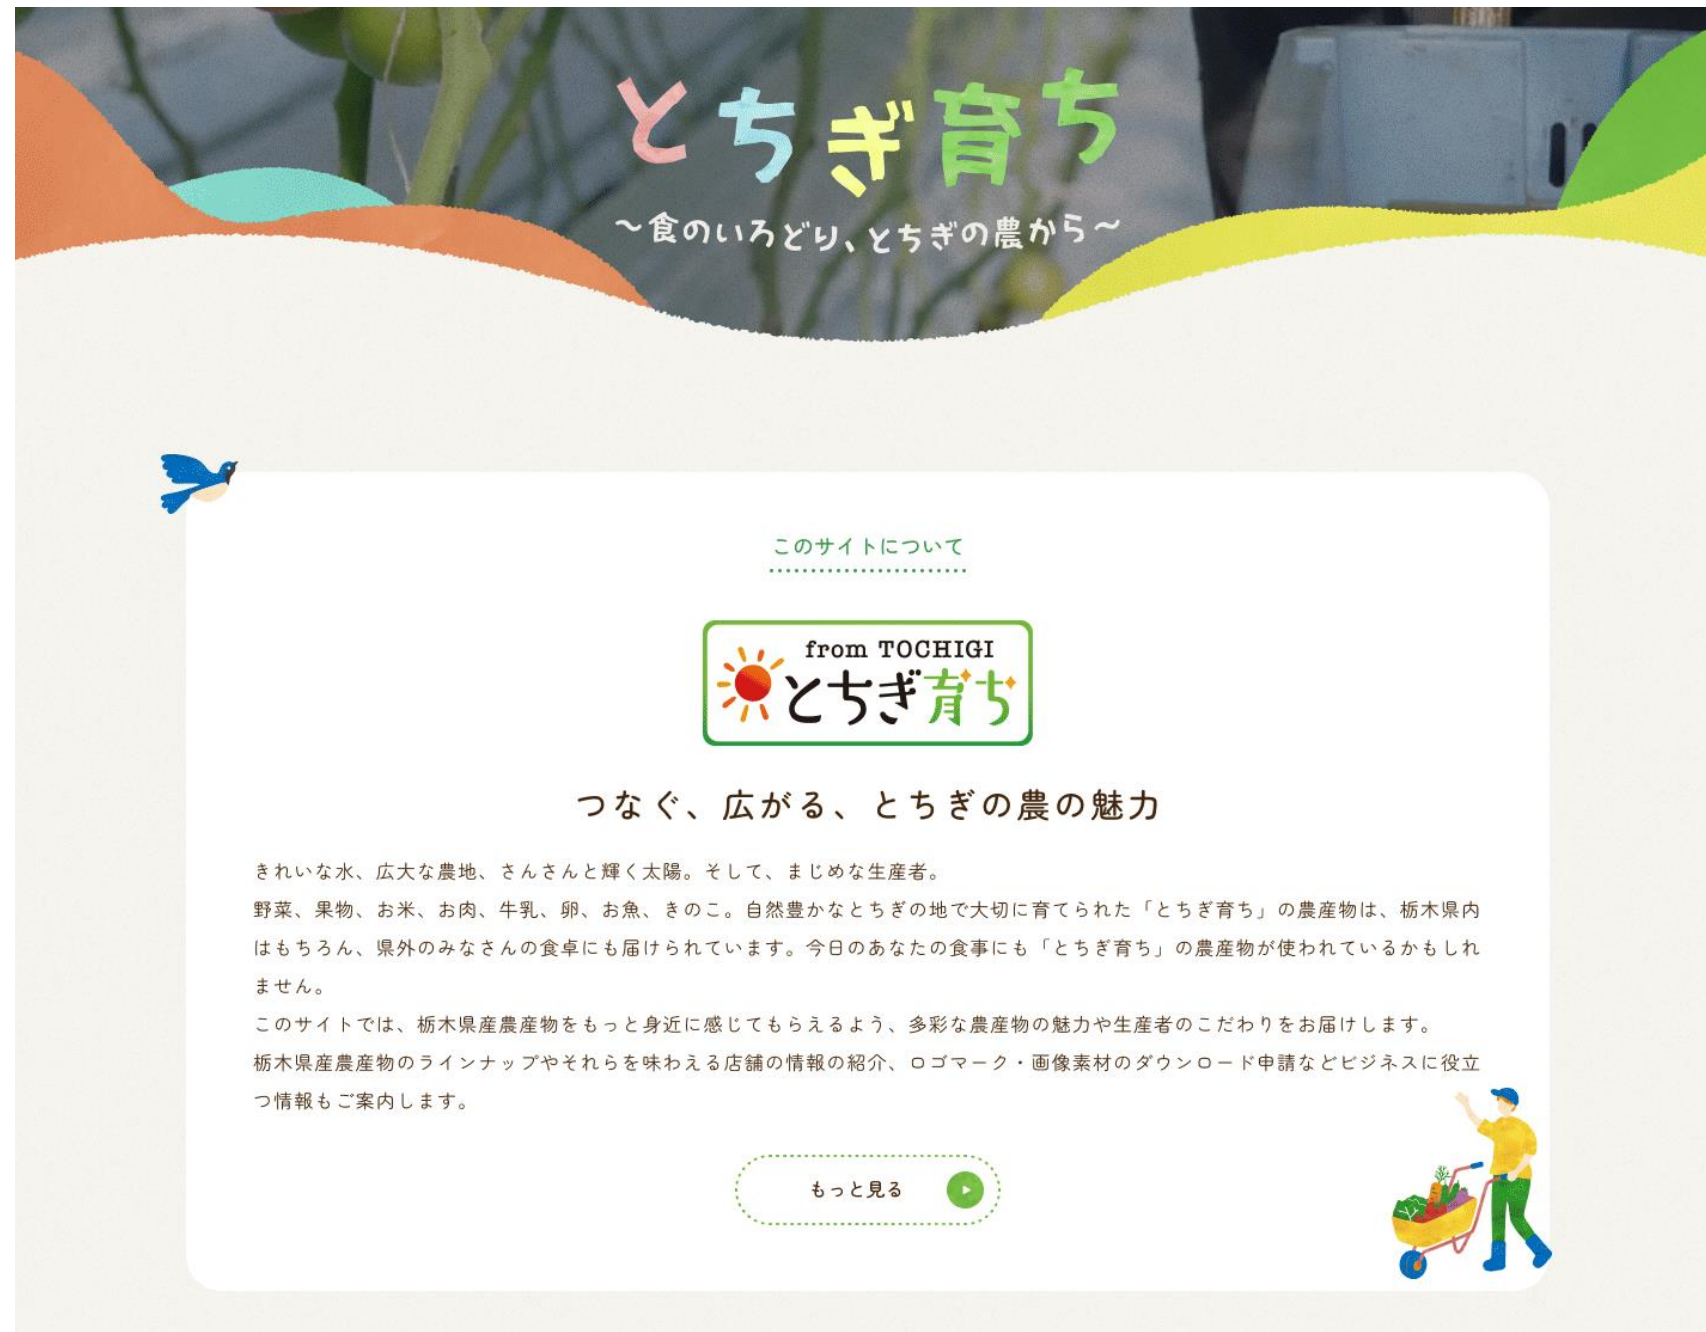 とちぎ育ち
～食のいろどり、とちぎの農から～
このサイトについて
from TOCHIGI
とちぎ育ち
つなぐ、広がる、とちぎの農の魅力
きれいな水、広大な農地、さんさんと輝く太陽。そして、まじめな生産者。
野菜、果物、お米、お肉、牛乳、卵、お魚、きのこ。自然豊かなとちぎの地で大切に育てられた「とちぎ育ち」の農産物は、栃木県内
はもちろん、県外のみなさんの食卓にも届けられています。今日のあなたの食事にも「とちぎ育ち」の農産物が使われているかもしれ
ません。
このサイトでは、栃木県産農産物をもっと身近に感じてもらえるよう、多彩な農産物の魅力や生産者のこだわりをお届けします。
栃木県産農産物のラインナップやそれらを味わえる店舗の情報の紹介、ロゴマーク・画像素材のダウンロード申請などビジネスに役立
つ情報もご案内します。
もっと見る